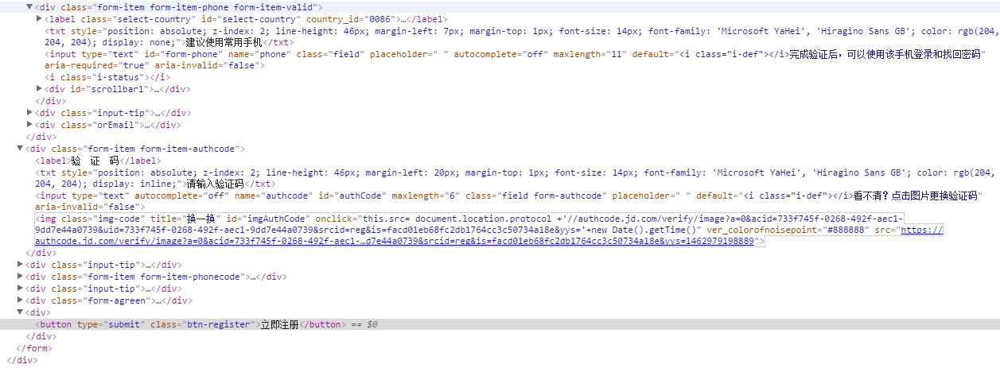 ▼<div class="form-item form-item-phone form-item-valid">
▶<label class="select-country" id="select-country" country_id="0086">…</label>
<txt style="position: absolute; z-index: 2; line-height: 46px; margin-left: 7px; margin-top: 1px; font-size: 14px; font-family: 'Microsoft YaHei', 'Hiragino Sans GB'; color: rgb(204,
204, 204); display: none;">建议使用常用手机</txt>
<input type="text" id="form-phone" name="phone" class="field" placeholder=" " autocomplete="off" maxlength="11" default="<i class="i-def"></i>完成验证后，可以使用该手机登录和找回密码"
aria-required="true" aria-invalid="false">
<i class="i-status"></i>
▶<div id="scrollbar1">…</div>
</div>
▶<div class="input-tip">…</div>
▶<div class="orEmail">…</div>
</div>
▼<div class="form-item form-item-authcode">
<label>验　证　码</label>
<txt style="position: absolute; z-index: 2; line-height: 46px; margin-left: 20px; margin-top: 1px; font-size: 14px; font-family: 'Microsoft YaHei', 'Hiragino Sans GB'; color: rgb(204,
204, 204); display: inline;">请输入验证码</txt>
<input type="text" autocomplete="off" name="authcode" id="authCode" maxlength="6" class="field form-authcode" placeholder=" " default="<i class="i-def"></i>看不清？点击图片更换验证码"
aria-invalid="false">
<img class="img-code" title="换一换" id="imgAuthCode" onclick="this.src= document.location.protocol +'//authcode.jd.com/verify/image?a=0&acid=733f745f-0268-492f-aec1-
9dd7e44a0739&uid=733f745f-0268-492f-aec1-9dd7e44a0739&srcid=reg&is=facd01eb68fc2db1764cc3c50734a18e&yys='+new Date().getTime()" ver_colorofnoisepoint="#888888" src="https://
authcode.jd.com/verify/image?a=0&acid=733f745f-0268-492f-aec1-…d7e44a0739&srcid=reg&is=facd01eb68fc2db1764cc3c50734a18e&yys=1462979198889">
</div>
▶<div class="input-tip">…</div>
▶<div class="form-item form-item-phonecode">…</div>
▶<div class="input-tip">…</div>
▶<div class="form-agreen">…</div>
▼<div>
<button type="submit" class="btn-register">立即注册</button> == $0
</div>
</form>
</div>